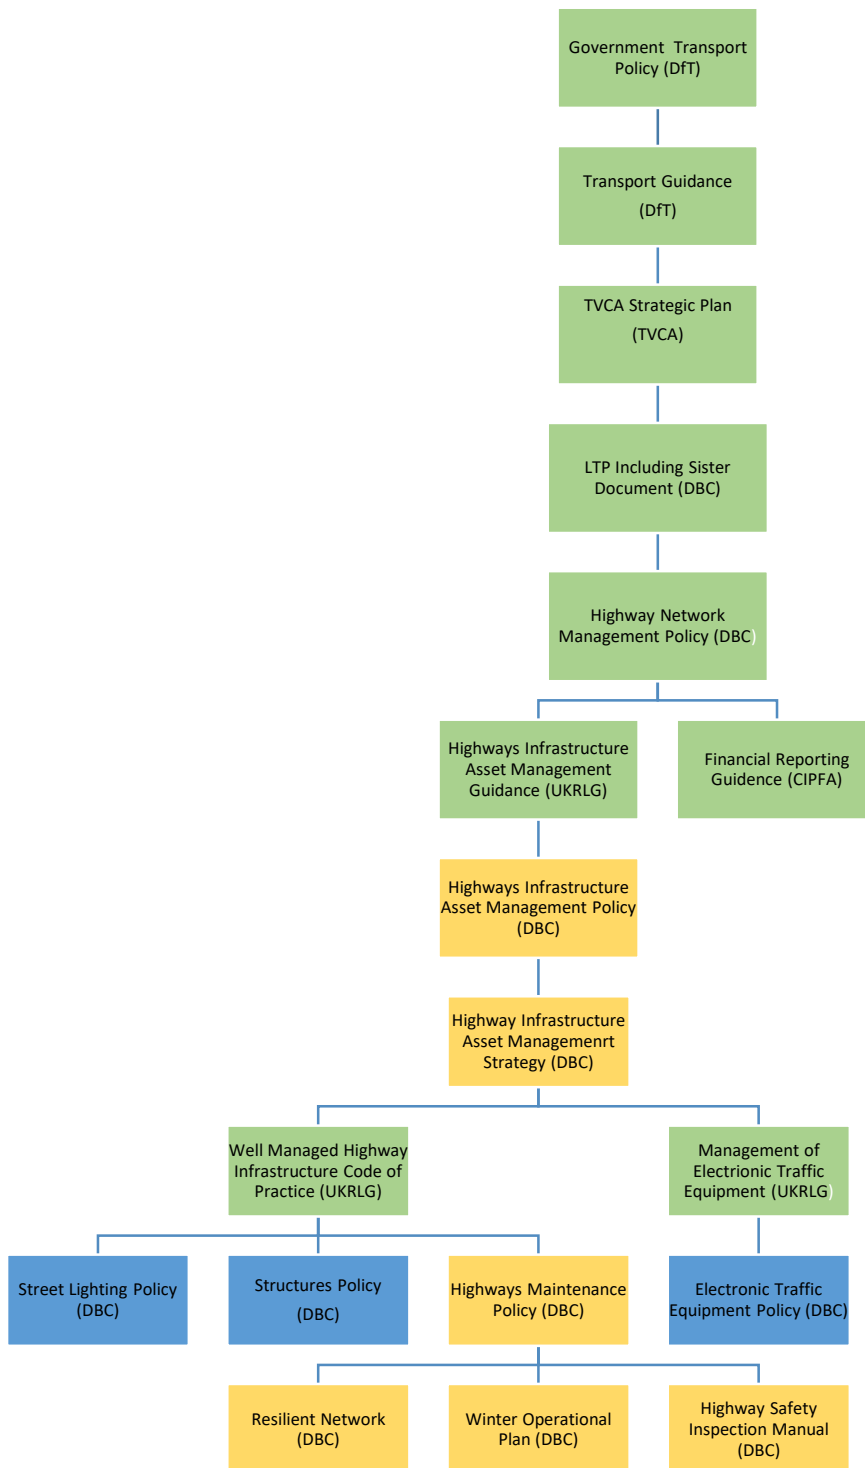 Government Transport
Policy (DfT)
Transport Guidance
(DfT)
TVCA Strategic Plan
(TVCA)
LTP Including Sister
Document (DBC)
Highway Network
Management Policy (DBC)
Highways Infrastructure
Asset Management
Guidance (UKRLG)
Financial Reporting
Guidence (CIPFA)
Highways Infrastructure
Asset Management Policy
(DBC)
Highway Infrastructure
Asset Managemenrt
Strategy (DBC)
Well Managed Highway
Infrastructure Code of
Practice (UKRLG)
Management of
Electrionic Traffic
Equipment (UKRLG)
Street Lighting Policy
(DBC)
Structures Policy
(DBC)
Highways Maintenance
Policy (DBC)
Electronic Traffic
Equipment Policy (DBC)
Resilient Network
(DBC)
Winter Operational
Plan (DBC)
Highway Safety
Inspection Manual
(DBC)